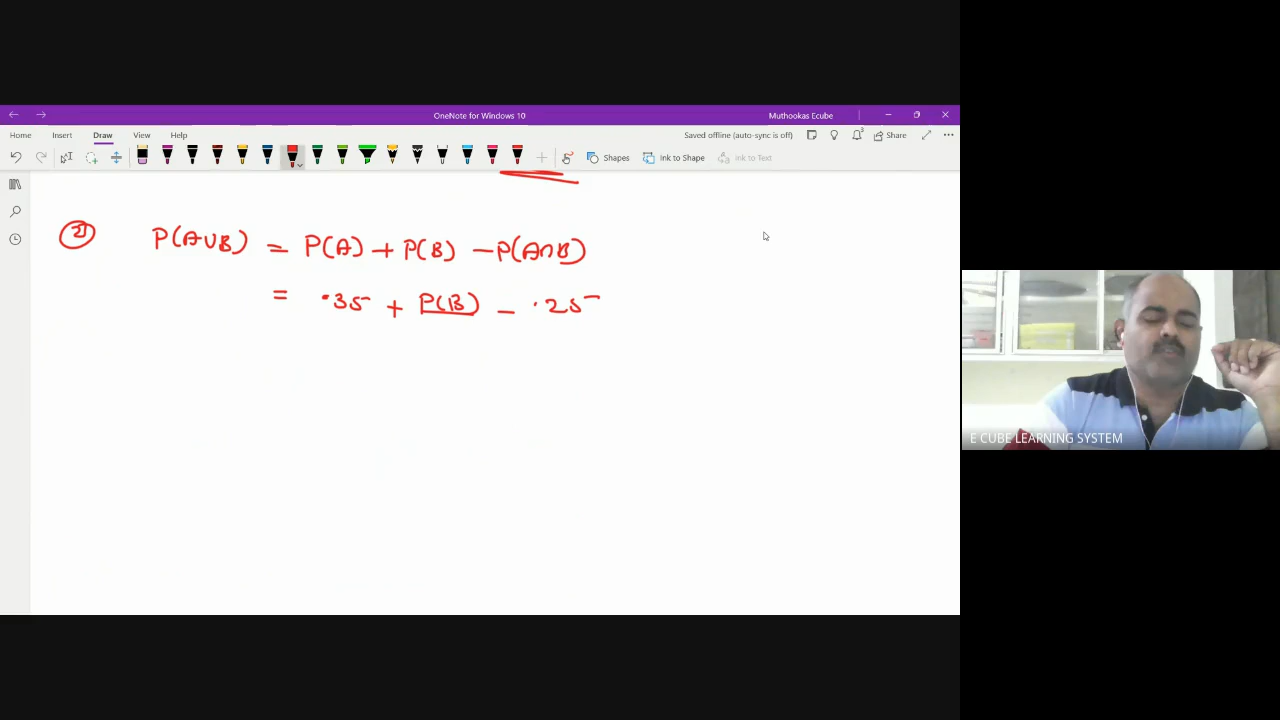 OneNote for Windows 10
Muthookas Ecube
Home Insert Draw View Help
Saved offline (auto-sync is off)
Share
Shapes
Ink to Shape
Ink to Text
2) P(A∪B) = P(A) + P(B) - P(A∩B)
= .35 + P(B) - .25
E CUBE LEARNING SYSTEM